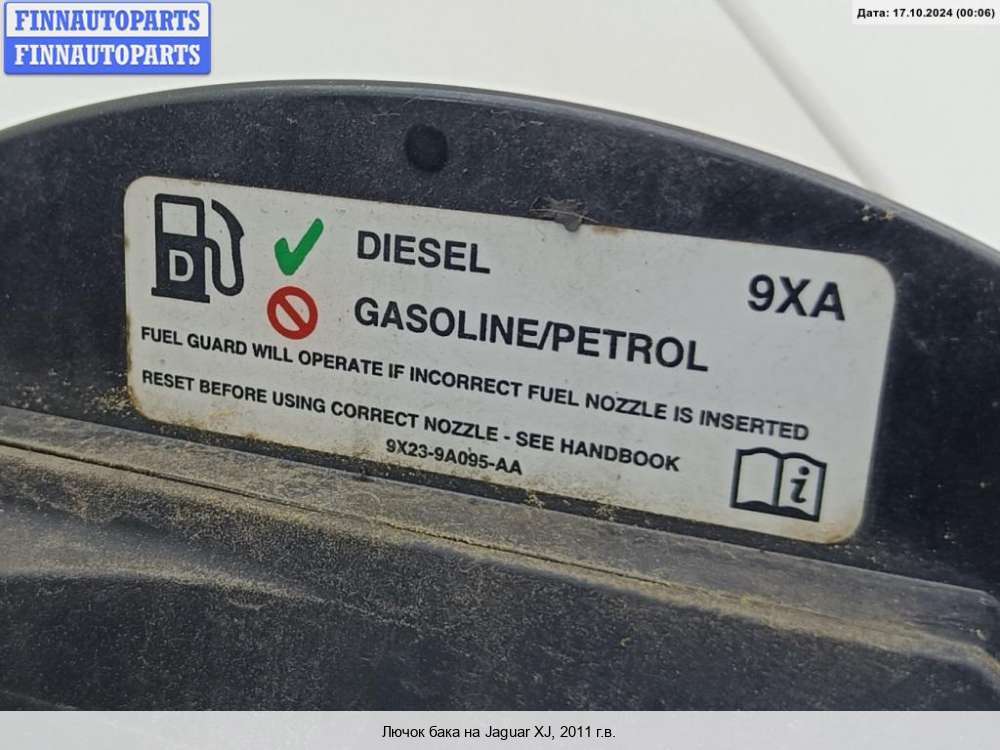 FINNAUTOPARTS
FINNAUTOPARTS
Дата: 17.10.2024 (00:06)
D
DIESEL
9XA
GASOLINE/PETROL
FUEL GUARD WILL OPERATE IF INCORRECT FUEL NOZZLE IS INSERTED
RESET BEFORE USING CORRECT NOZZLE - SEE HANDBOOK
9X23-9A095-AA
i
Лючок бака на Jaguar XJ, 2011 г.в.